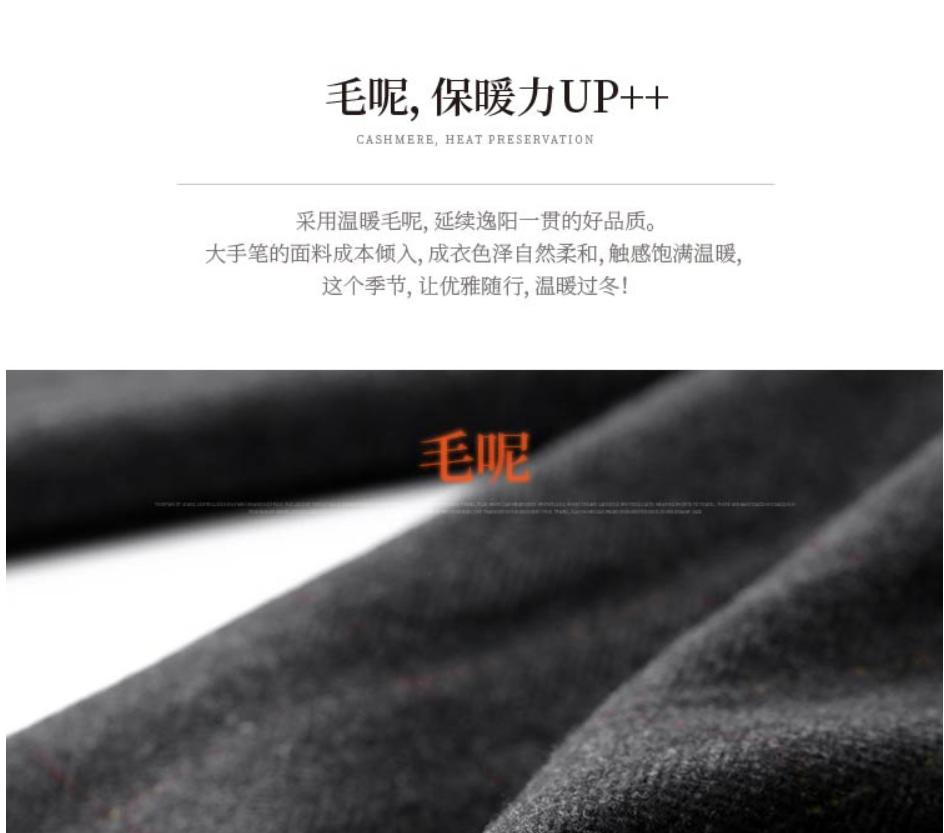 毛呢, 保暖力UP++
CASHMERE, HEAT PRESERVATION
采用温暖毛呢, 延续逸阳一贯的好品质。
大手笔的面料成本倾入, 成衣色泽自然柔和, 触感饱满温暖,
这个季节, 让优雅随行, 温暖过冬!
毛呢